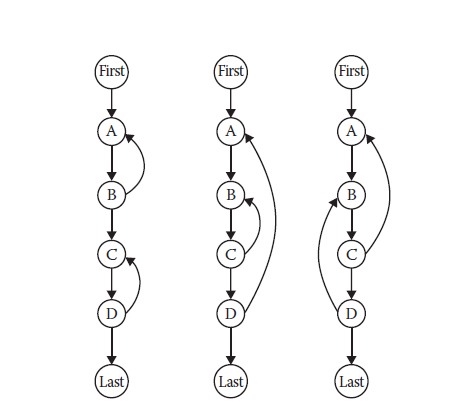 First First First
A A A
B B B
C C C
D D D
Last Last Last